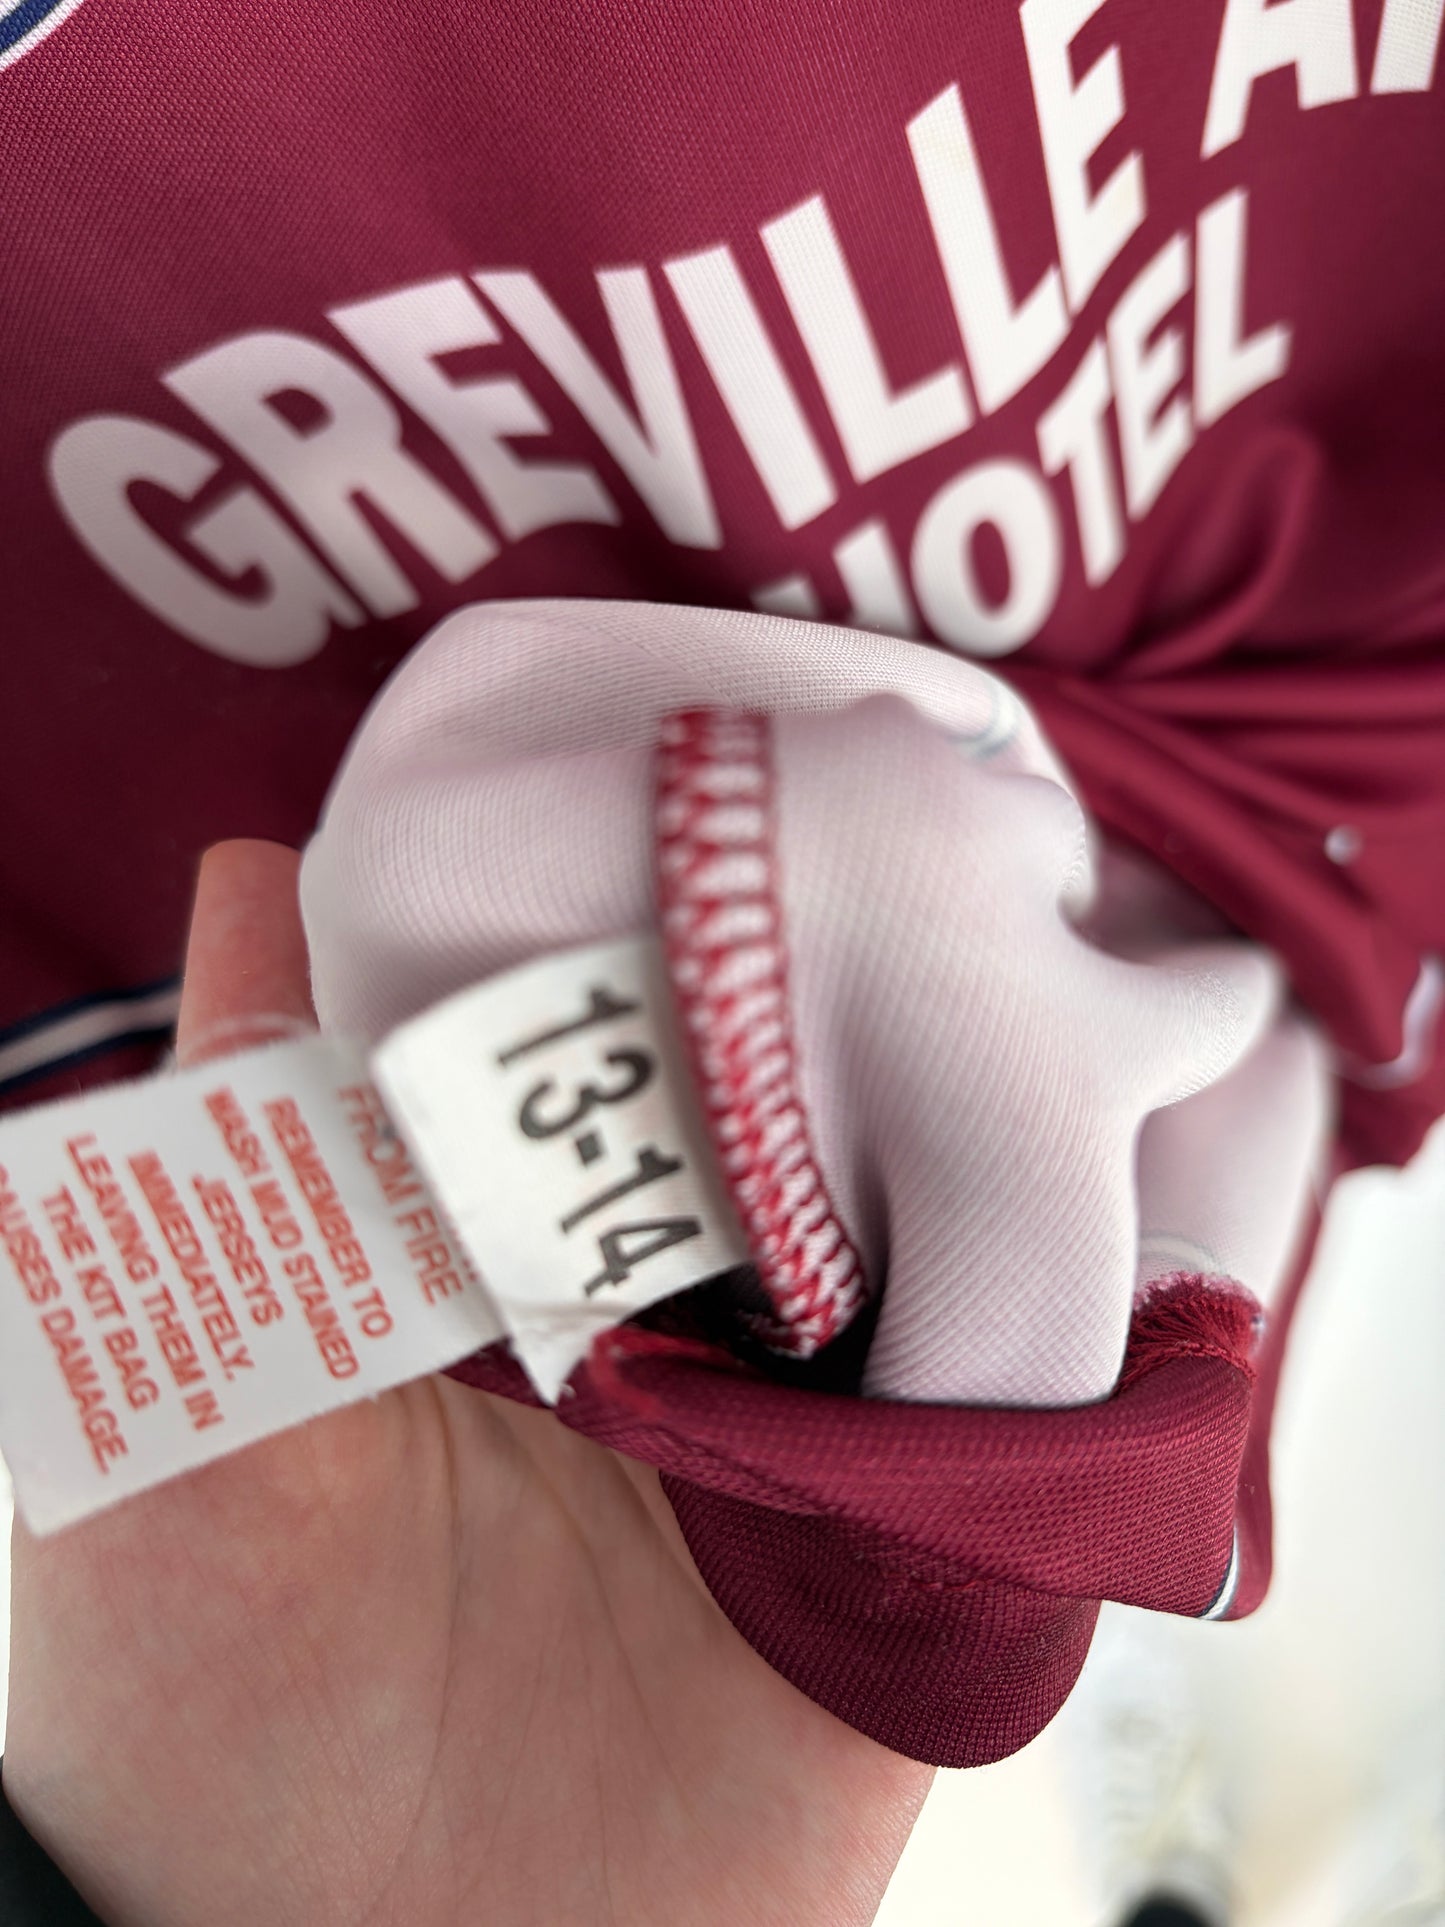 GREVILLE
HOTEL
13-14
FROM FIRE
REMEMBER TO
WASH MUD STAINED
JERSEYS
IMMEDIATELY.
LEAVING THEM IN
THE KIT BAG
CAUSES DAMAGE.